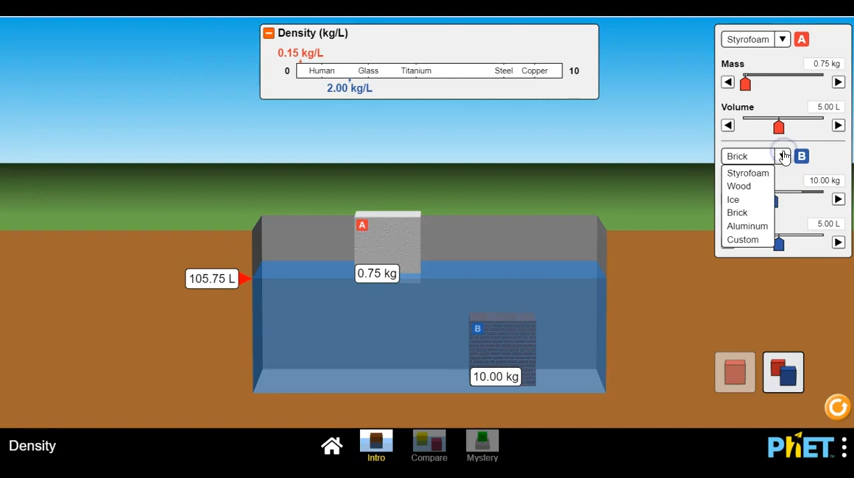 Density (kg/L)
0.15 kg/L
0 Human Glass Titanium Steel Copper 10
2.00 kg/L
Styrofoam A
Mass 0.75 kg
Volume 5.00 L
Brick B
Styrofoam
Wood
Ice
Brick
Aluminum
Custom
10.00 kg
5.00 L
A
0.75 kg
105.75 L
B
10.00 kg
Density
Intro
Compare
Mystery
PhET